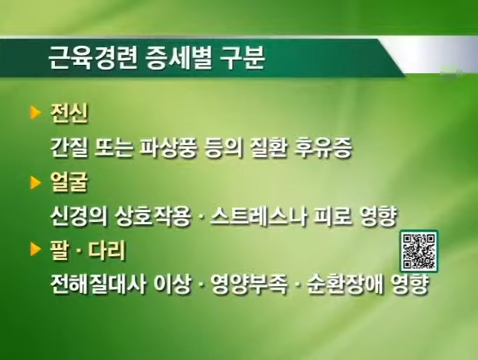 근육경련 증세별 구분
▶ 전신
간질 또는 파상풍 등의 질환 후유증
▶ 얼굴
신경의 상호작용 · 스트레스나 피로 영향
▶ 팔 · 다리
전해질대사 이상 · 영양부족 · 순환장애 영향